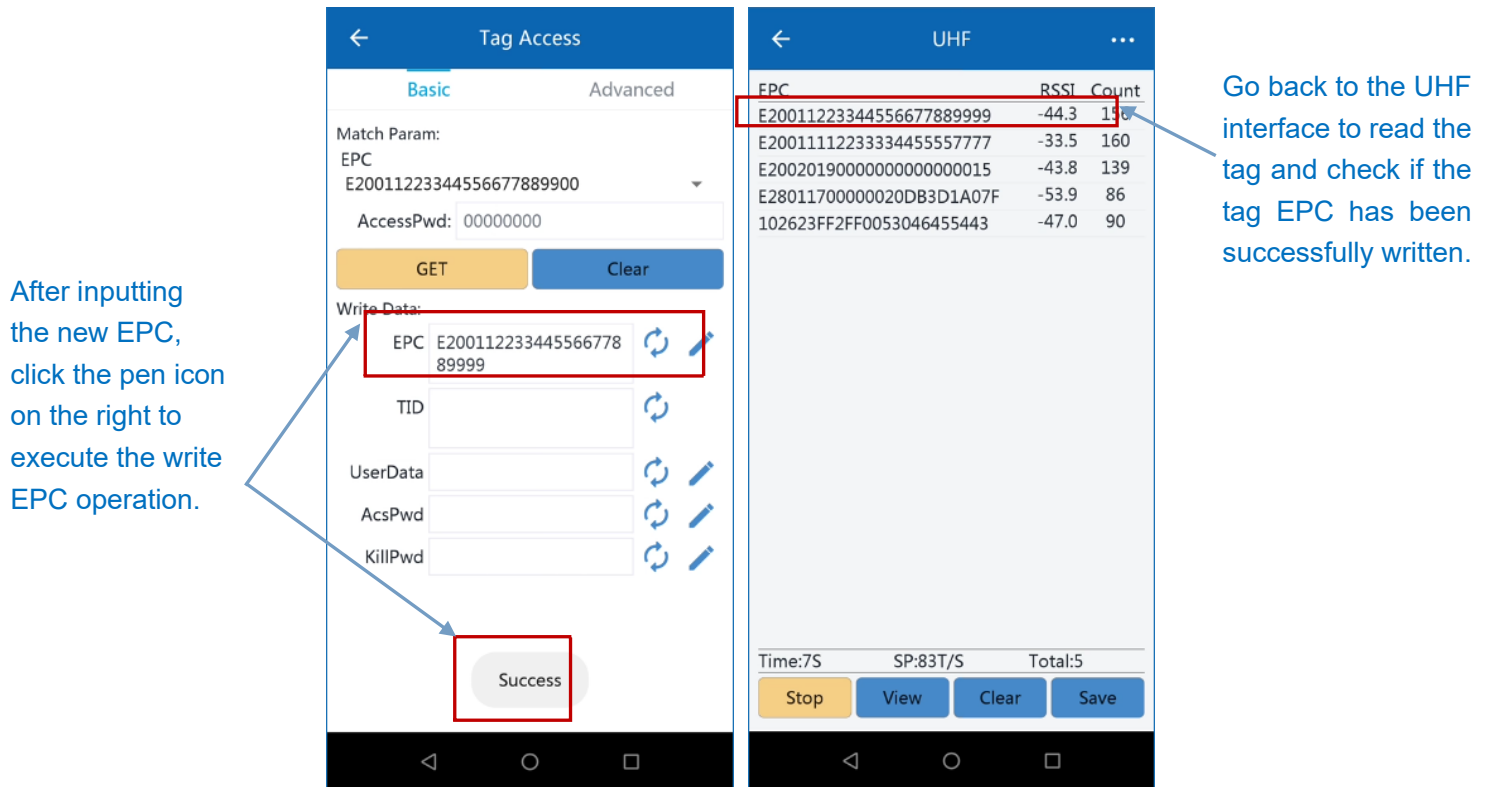 After inputting
the new EPC,
click the pen icon
on the right to
execute the write
EPC operation.
Tag Access
Basic Advanced
Match Param:
EPC
E20011223344556677889900
AccessPwd: 00000000
GET Clear
Write Data:
EPC E200112233445566778
89999
TID
UserData
AcsPwd
KillPwd
Success
UHF
EPC RSSI Count
E20011223344556677889999 -44.3 156
E20011112233334455557777 -33.5 160
E20020190000000000000015 -43.8 139
E28011700000020DB3D1A07F -53.9 86
102623FF2FF0053046455443 -47.0 90
Time:7S SP:83T/S Total:5
Stop View Clear Save
Go back to the UHF
interface to read the
tag and check if the
tag EPC has been
successfully written.